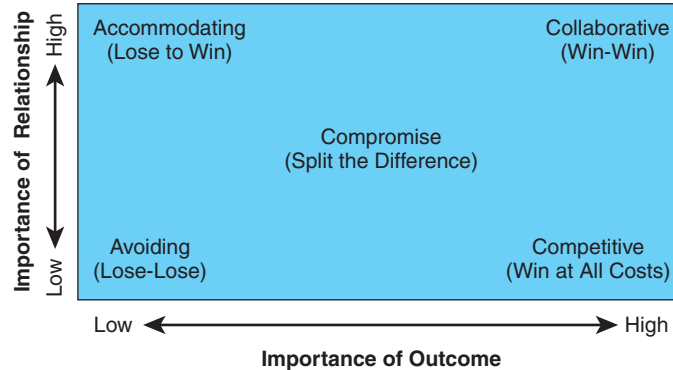 Importance of Relationship
High
Low
Accommodating
(Lose to Win)
Collaborative
(Win-Win)
Compromise
(Split the Difference)
Avoiding
(Lose-Lose)
Competitive
(Win at All Costs)
Low
High
Importance of Outcome